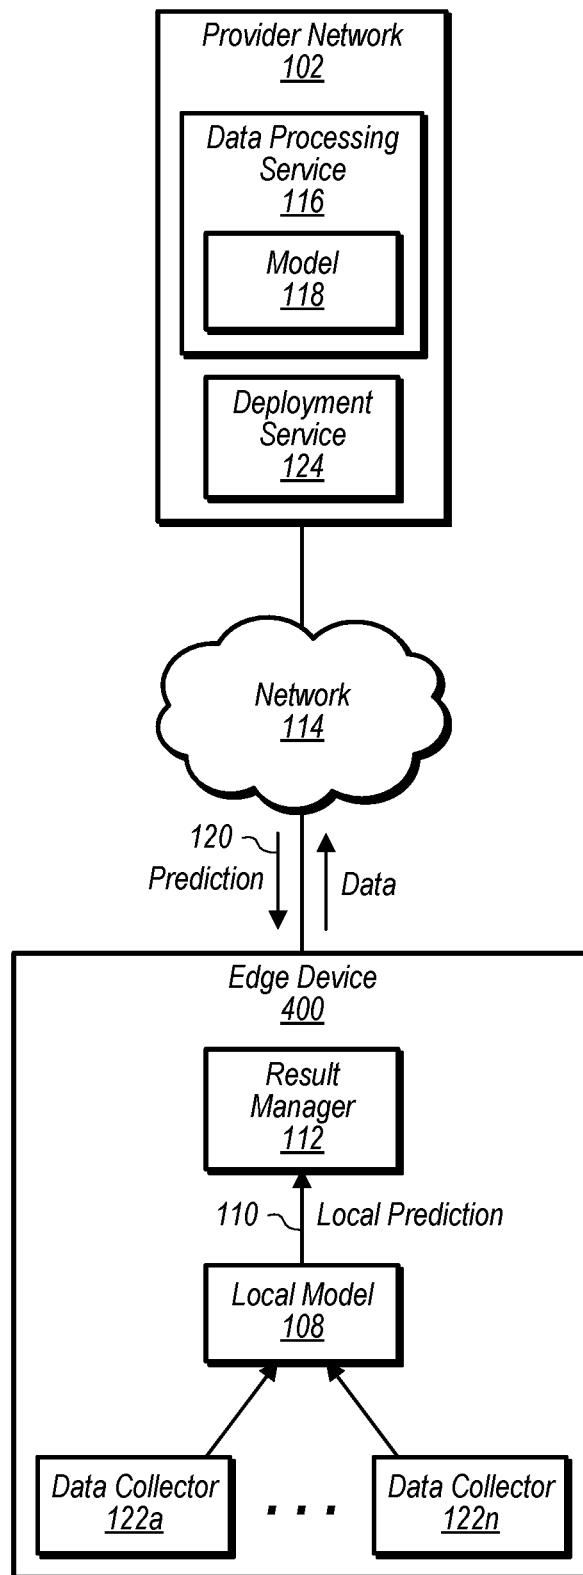 Provider Network
102
Data Processing
Service
116
Model
118
Deployment
Service
124
Network
114
120
Prediction
Data
Edge Device
400
Result
Manager
112
110
Local Prediction
Local Model
108
Data Collector
122a
. . .
Data Collector
122n